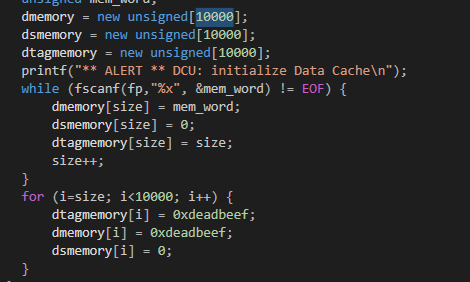 unsigned mem_word;
dmemory = new unsigned[10000];
dsmemory = new unsigned[10000];
dtagmemory = new unsigned[10000];
printf("** ALERT ** DCU: initialize Data Cache\n");
while (fscanf(fp,"%x", &mem_word) != EOF) {
dmemory[size] = mem_word;
dsmemory[size] = 0;
dtagmemory[size] = size;
size++;
}
for (i=size; i<10000; i++) {
dtagmemory[i] = 0xdeadbeef;
dmemory[i] = 0xdeadbeef;
dsmemory[i] = 0;
}